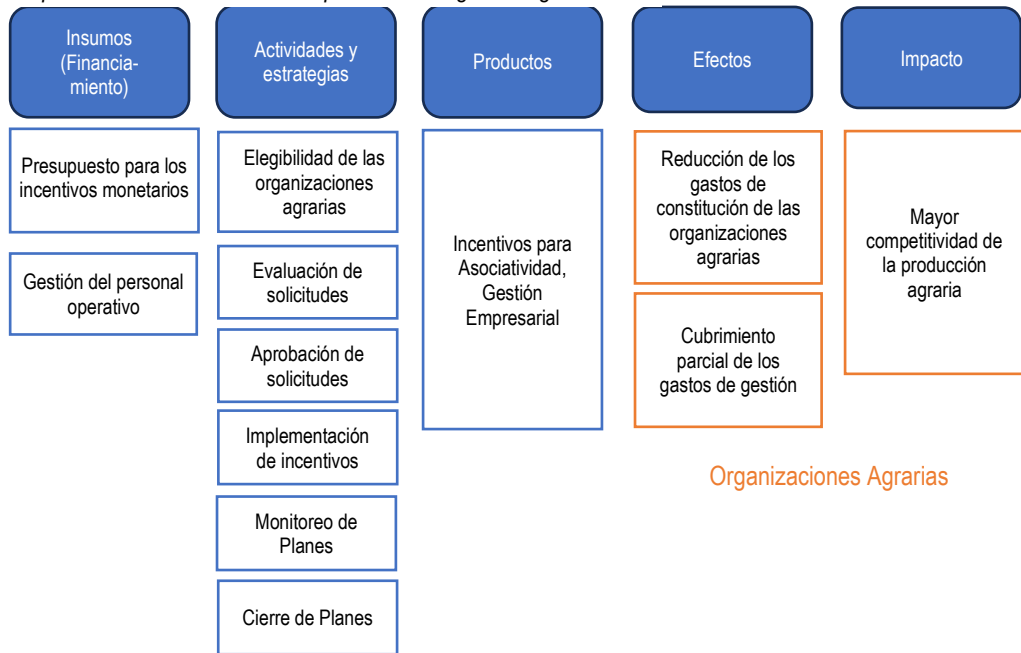 Insumos
(Financia-
miento)
Actividades y
estrategias
Productos
Efectos
Impacto
Presupuesto para los
incentivos monetarios
Gestión del personal
operativo
Elegibilidad de las
organizaciones
agrarias
Evaluación de
solicitudes
Aprobación de
solicitudes
Implementación
de incentivos
Monitoreo de
Planes
Cierre de Planes
Incentivos para
Asociatividad,
Gestión
Empresarial
Reducción de los
gastos de
constitución de las
organizaciones
agrarias
Cubrimiento
parcial de los
gastos de gestión
Mayor
competitividad de
la producción
agraria
Organizaciones Agrarias